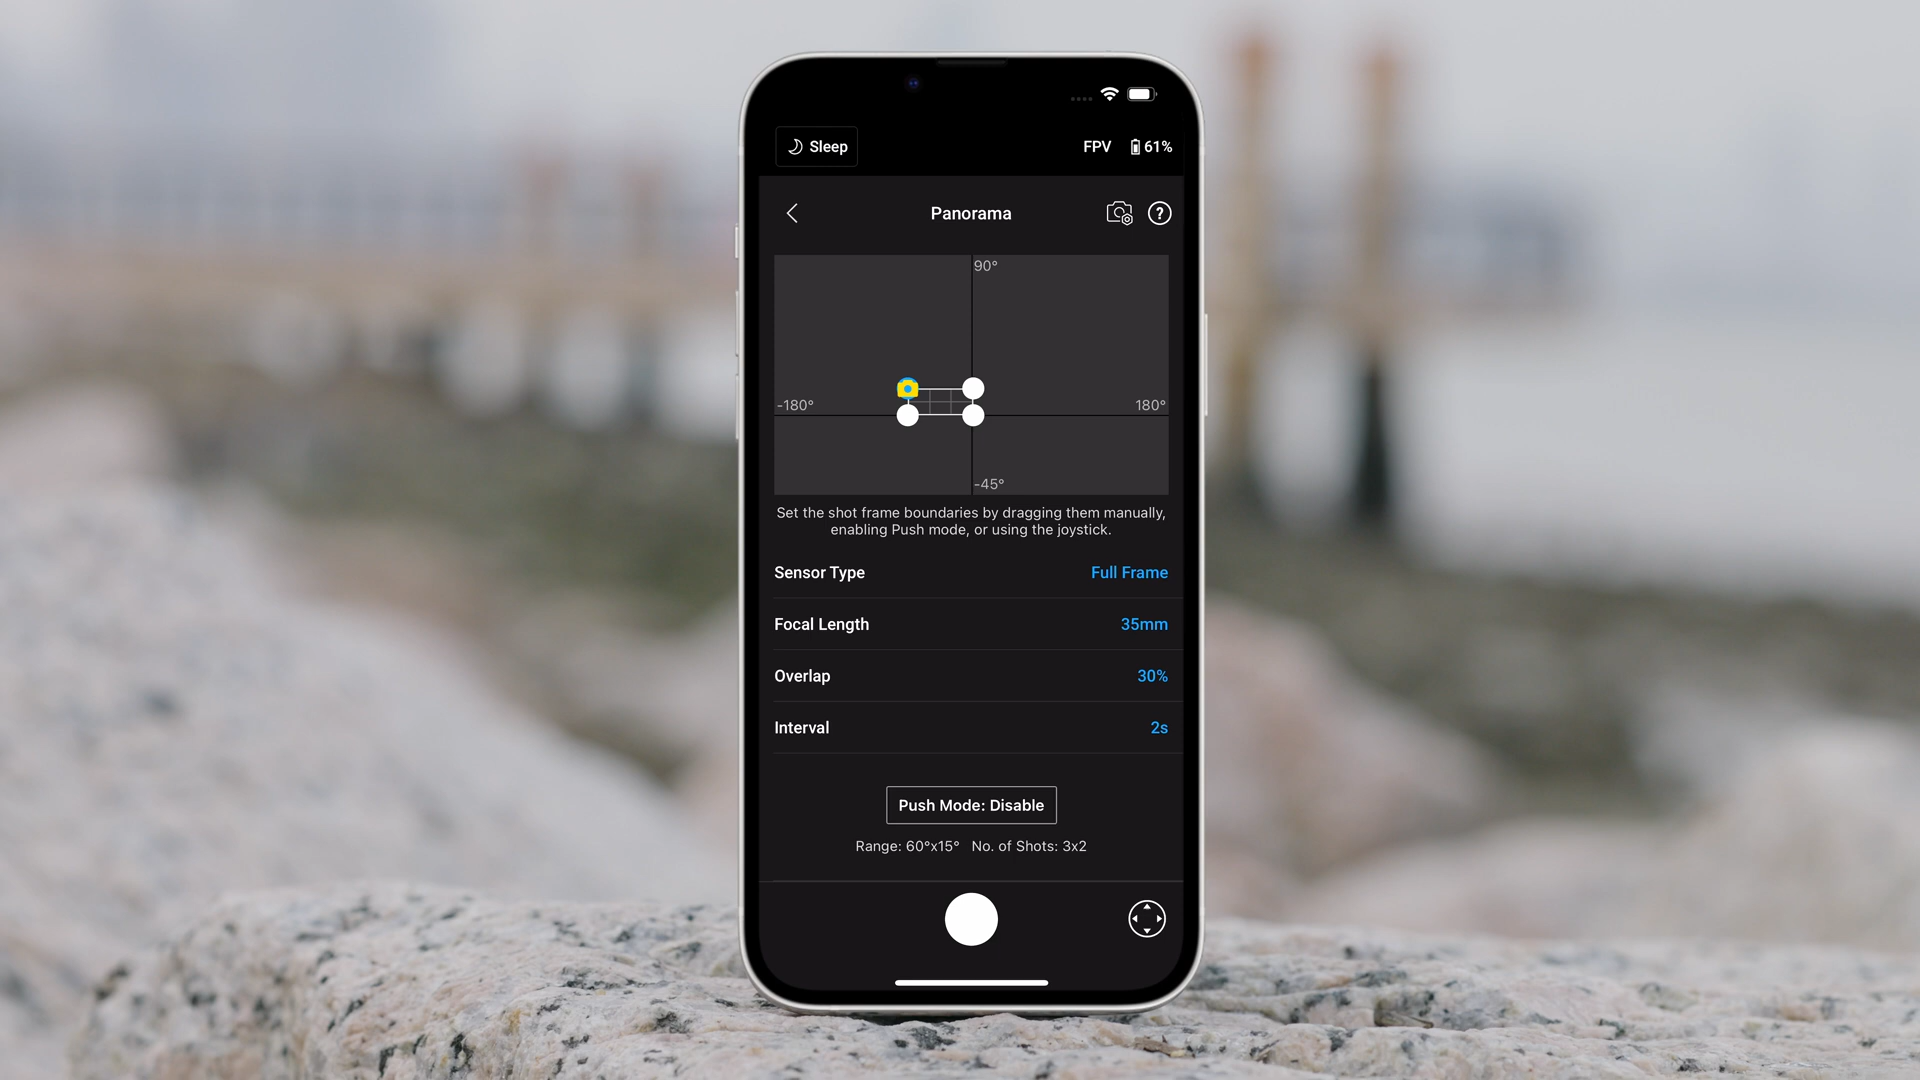 Sleep
FPV 61%
Panorama
?
90°
-180° 180°
-45°
Set the shot frame boundaries by dragging them manually,
enabling Push mode, or using the joystick.
Sensor Type Full Frame
Focal Length 35mm
Overlap 30%
Interval 2s
Push Mode: Disable
Range: 60°x15° No. of Shots: 3x2